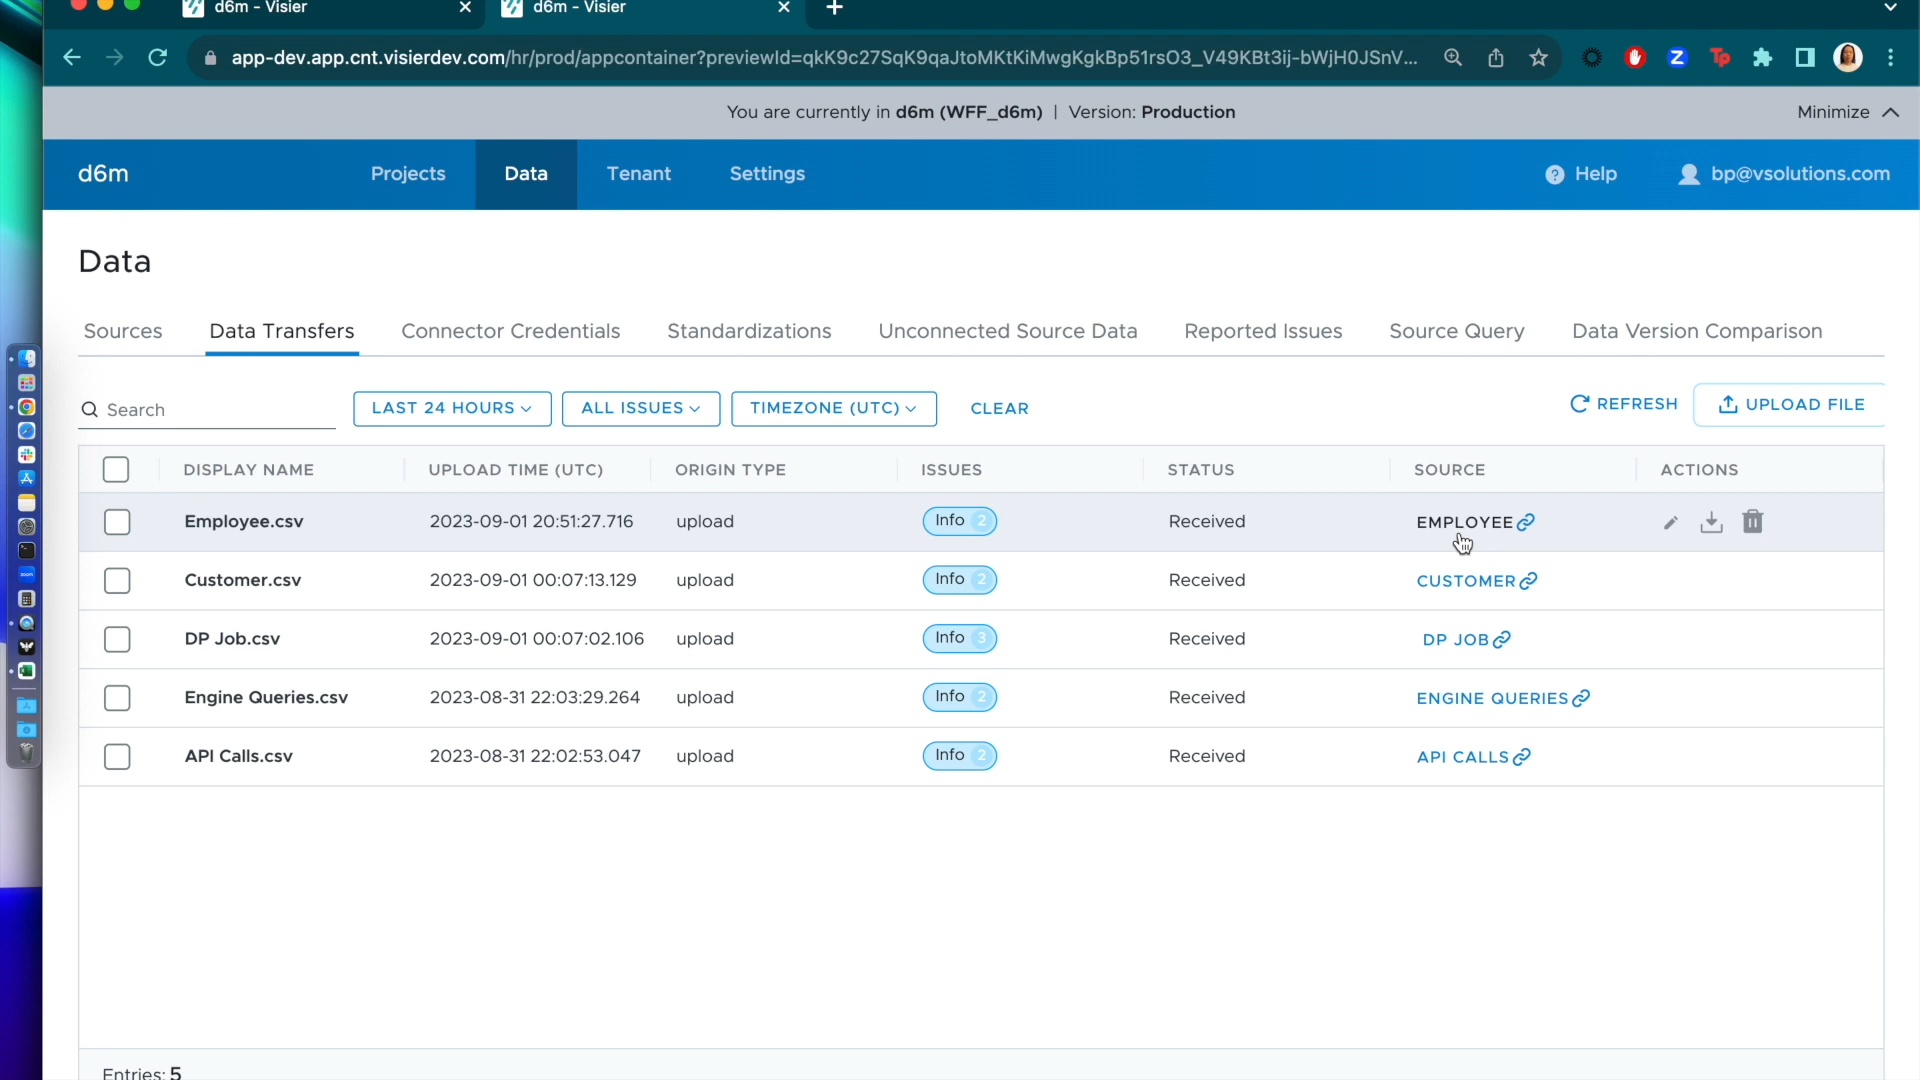 d6m - Visier
d6m - Visier
app-dev.app.cnt.visierdev.com/hr/prod/appcontainer?previewId=qkK9c27SqK9qaJtoMKtKiMwgKgkBp51rsO3_V49KBt3ij-bWjH0JSnV...
Z
Tp
You are currently in d6m (WFF_d6m) | Version: Production
Minimize
d6m
Projects
Data
Tenant
Settings
Help
bp@vsolutions.com
Data
Sources
Data Transfers
Connector Credentials
Standardizations
Unconnected Source Data
Reported Issues
Source Query
Data Version Comparison
Search
LAST 24 HOURS
ALL ISSUES
TIMEZONE (UTC)
CLEAR
REFRESH
UPLOAD FILE
DISPLAY NAME UPLOAD TIME (UTC) ORIGIN TYPE ISSUES STATUS SOURCE ACTIONS
Employee.csv 2023-09-01 20:51:27.716 upload Info 2 Received EMPLOYEE
Customer.csv 2023-09-01 00:07:13.129 upload Info 2 Received CUSTOMER
DP Job.csv 2023-09-01 00:07:02.106 upload Info 3 Received DP JOB
Engine Queries.csv 2023-08-31 22:03:29.264 upload Info 2 Received ENGINE QUERIES
API Calls.csv 2023-08-31 22:02:53.047 upload Info 2 Received API CALLS
Entries: 5